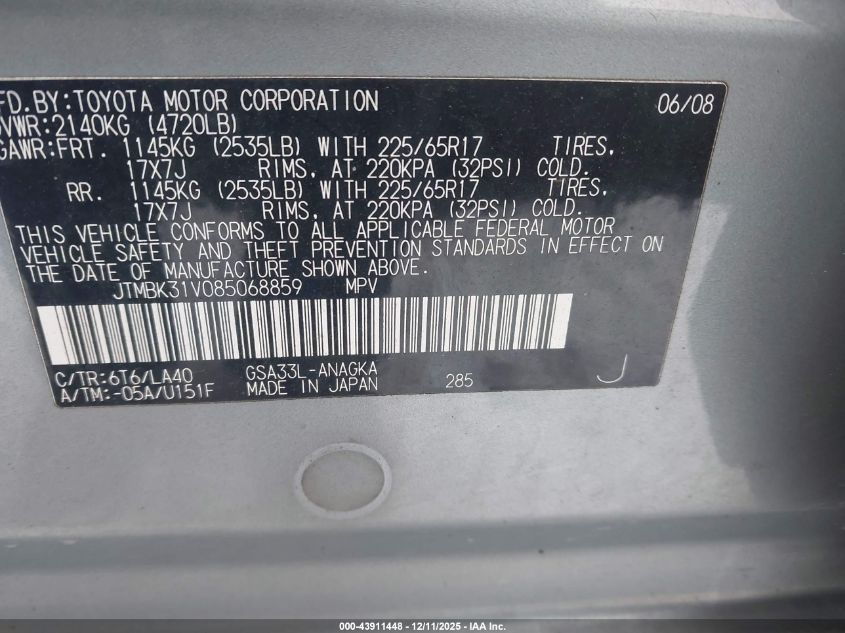 FD. BY: TOYOTA MOTOR CORPORATION 06/08
VWR: 2140KG (4720LB)
GAWR: FRT. 1145KG (2535LB) WITH 225/65R17 TIRES,
17X7J RIMS, AT 220KPA (32PSI) COLD.
RR. 1145KG (2535LB) WITH 225/65R17 TIRES,
17X7J RIMS, AT 220KPA (32PSI) COLD.
THIS VEHICLE CONFORMS TO ALL APPLICABLE FEDERAL MOTOR
VEHICLE SAFETY AND THEFT PREVENTION STANDARDS IN EFFECT ON
THE DATE OF MANUFACTURE SHOWN ABOVE.
JTMBK31V085068859 MPV
C/TR: 6T6/LA40 GSA33L-ANAGKA
A/TM: -05A/U151F MADE IN JAPAN 285 J
000-43911448 - 12/11/2025 - IAA Inc.